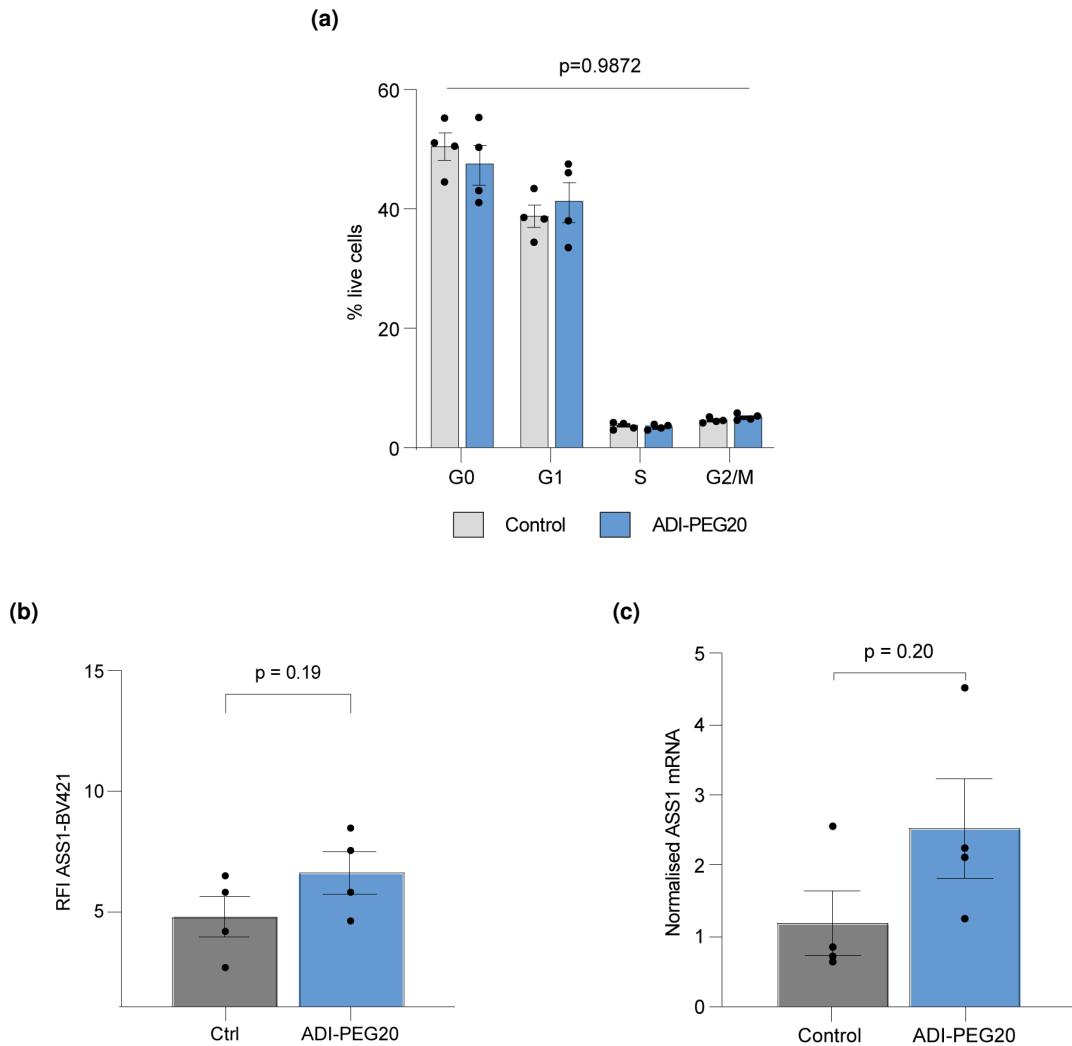 (a)
p=0.9872
60
40
20
0
% live cells
G0 G1 S G2/M
Control ADI-PEG20
(b)
p = 0.19
15
10
5
RFI ASS1-BV421
Ctrl ADI-PEG20
(c)
p = 0.20
5
4
3
2
1
0
Normalised ASS1 mRNA
Control ADI-PEG20